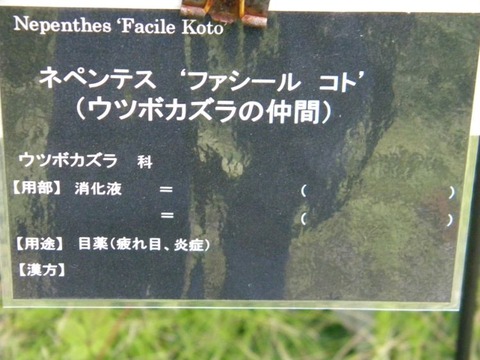 Nepenthes ‘Facile Koto’
ネペンテス ‘ファシール コト’
（ウツボカズラの仲間）
ウツボカズラ 科
【用部】 消化液 ＝ （ ）
＝ （ ）
【用途】 目薬（疲れ目、炎症）
【漢方】